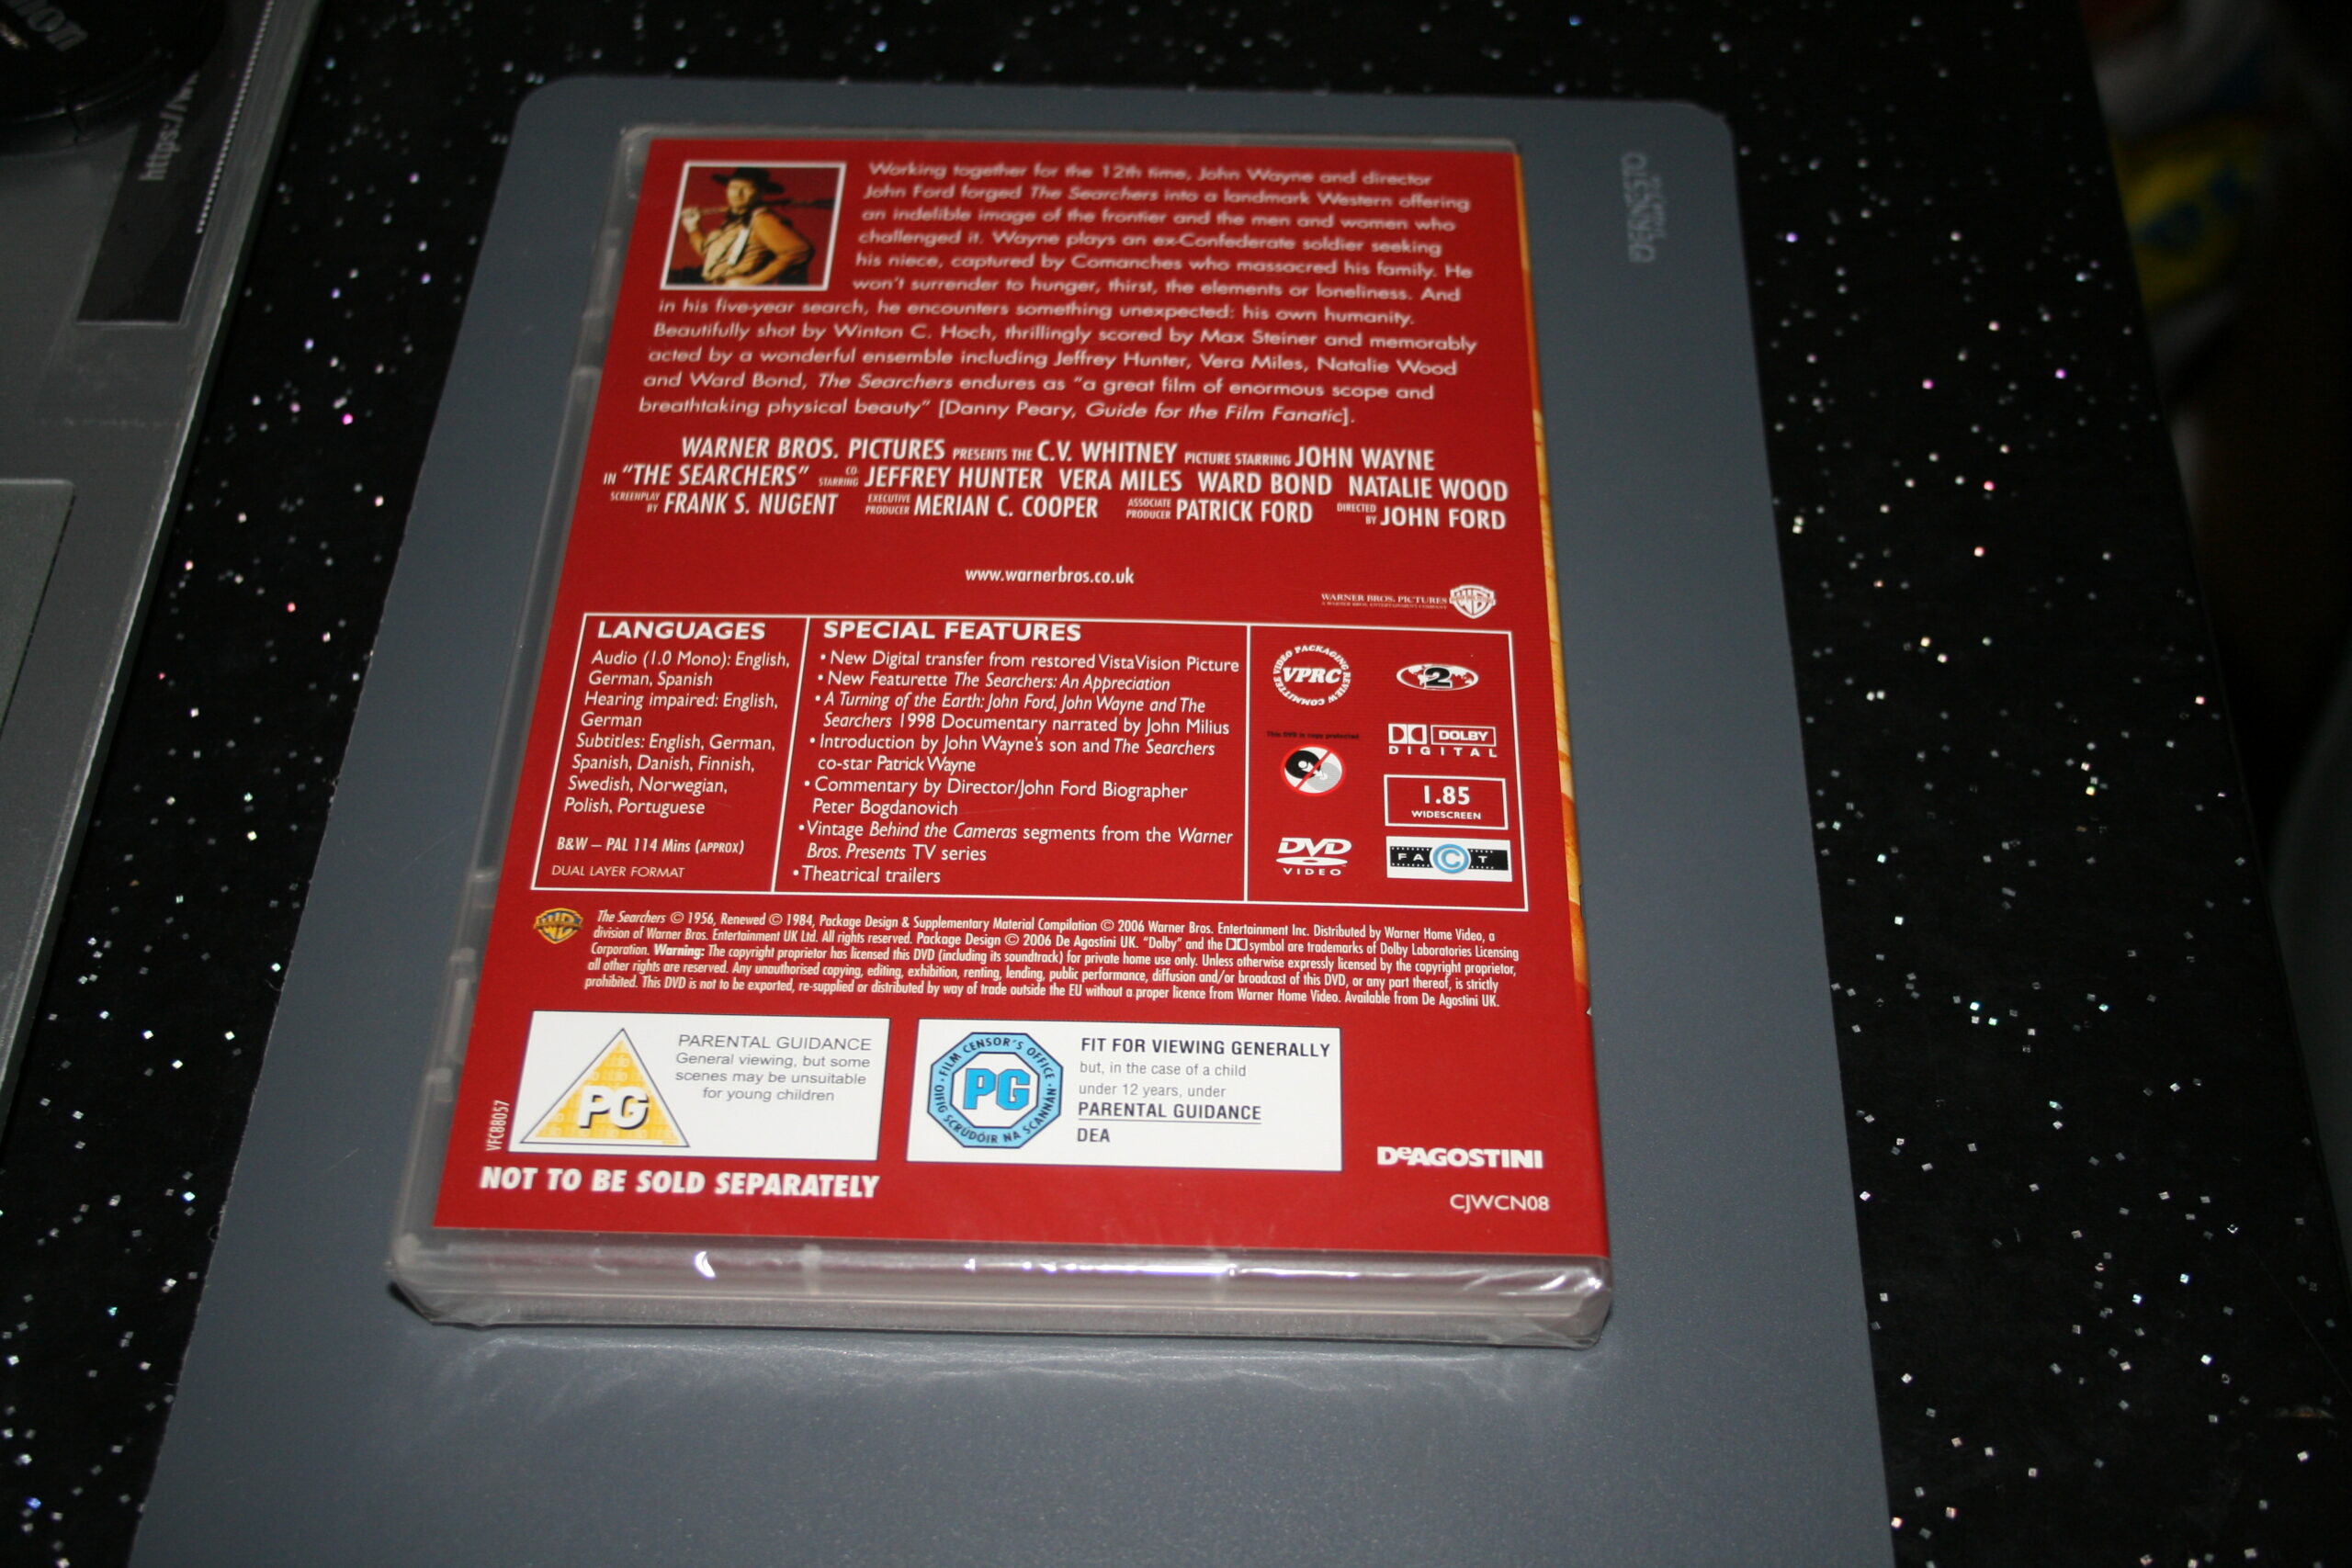 Working together for the 12th time, John Wayne and director
John Ford forged The Searchers into a landmark Western offering
an indelible image of the frontier and the men and women who
challenged it. Wayne plays an ex-Confederate soldier seeking
his niece, captured by Comanches who massacred his family. He
won't surrender to hunger, thirst, the elements or loneliness. And
in his five-year search, he encounters something unexpected: his own humanity.
Beautifully shot by Winton C. Hoch, thrillingly scored by Max Steiner and memorably
acted by a wonderful ensemble including Jeffrey Hunter, Vera Miles, Natalie Wood
and Ward Bond, The Searchers endures as "a great film of enormous scope and
breathtaking physical beauty" [Danny Peary, Guide for the Film Fanatic].
WARNER BROS. PICTURES PRESENTS THE C.V. WHITNEY PICTURE STARRING JOHN WAYNE
IN "THE SEARCHERS" CO-STARRING JEFFREY HUNTER VERA MILES WARD BOND NATALIE WOOD
SCREENPLAY BY FRANK S. NUGENT EXECUTIVE PRODUCER MERIAN C. COOPER ASSOCIATE PRODUCER PATRICK FORD DIRECTED BY JOHN FORD
www.warnerbros.co.uk
WARNER BROS. PICTURES
A WARNER BROS. ENTERTAINMENT COMPANY
LANGUAGES
Audio (1.0 Mono): English,
German, Spanish
Hearing impaired: English,
German
Subtitles: English, German,
Spanish, Danish, Finnish,
Swedish, Norwegian,
Polish, Portuguese
B&W – PAL 114 Mins (APPROX)
DUAL LAYER FORMAT
SPECIAL FEATURES
• New Digital transfer from restored VistaVision Picture
• New Featurette The Searchers: An Appreciation
• A Turning of the Earth: John Ford, John Wayne and The
Searchers 1998 Documentary narrated by John Milius
• Introduction by John Wayne's son and The Searchers
co-star Patrick Wayne
• Commentary by Director/John Ford Biographer
Peter Bogdanovich
• Vintage Behind the Cameras segments from the Warner
Bros. Presents TV series
• Theatrical trailers
VIDEO PACKAGING REVIEW COMMITTEE
VPRC
2
This DVD is copy protected
DOLBY
DIGITAL
1.85
WIDESCREEN
DVD
VIDEO
FACT
The Searchers © 1956, Renewed © 1984, Package Design & Supplementary Material Compilation © 2006 Warner Bros. Entertainment Inc. Distributed by Warner Home Video, a
division of Warner Bros. Entertainment UK Ltd. All rights reserved. Package Design © 2006 De Agostini UK. "Dolby" and the symbol are trademarks of Dolby Laboratories Licensing
Corporation. Warning: The copyright proprietor has licensed this DVD (including its soundtrack) for private home use only. Unless otherwise expressly licensed by the copyright proprietor,
all other rights are reserved. Any unauthorised copying, editing, exhibition, renting, lending, public performance, diffusion and/or broadcast of this DVD, or any part thereof, is strictly
prohibited. This DVD is not to be exported, re-supplied or distributed by way of trade outside the EU without a proper licence from Warner Home Video. Available from De Agostini UK.
VFC88057
PG
PARENTAL GUIDANCE
General viewing, but some
scenes may be unsuitable
for young children
FILM CENSOR'S OFFICE
PG
OIFIG SCRÚDÓIR NA SCANNÁN
FIT FOR VIEWING GENERALLY
but, in the case of a child
under 12 years, under
PARENTAL GUIDANCE
DEA
NOT TO BE SOLD SEPARATELY
DeAGOSTINI
CJWCN08
https://
ERNESTO